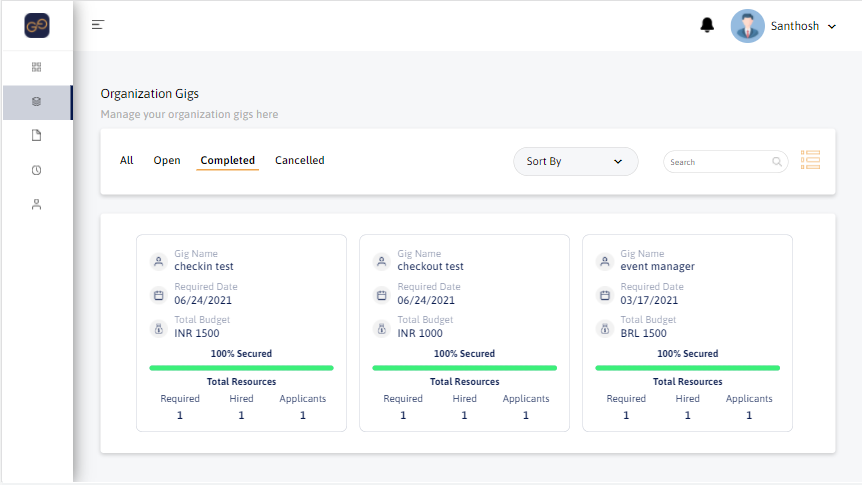 GO
Santhosh
Organization Gigs
Manage your organization gigs here
All Open Completed Cancelled Sort By Search
Gig Name
checkin test
Required Date
06/24/2021
Total Budget
INR 1500
100% Secured
Total Resources
Required Hired Applicants
1 1 1
Gig Name
checkout test
Required Date
06/24/2021
Total Budget
INR 1000
100% Secured
Total Resources
Required Hired Applicants
1 1 1
Gig Name
event manager
Required Date
03/17/2021
Total Budget
BRL 1500
100% Secured
Total Resources
Required Hired Applicants
1 1 1